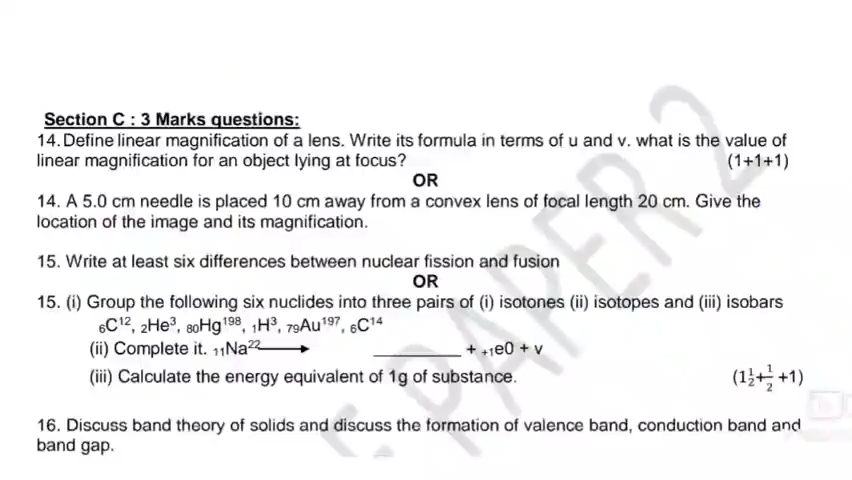 Section C : 3 Marks questions:
14. Define linear magnification of a lens. Write its formula in terms of u and v. what is the value of
linear magnification for an object lying at focus? (1+1+1)
OR
14. A 5.0 cm needle is placed 10 cm away from a convex lens of focal length 20 cm. Give the
location of the image and its magnification.
15. Write at least six differences between nuclear fission and fusion
OR
15. (i) Group the following six nuclides into three pairs of (i) isotones (ii) isotopes and (iii) isobars
₆C¹², ₂He³, ₈₀Hg¹⁹⁸, ₁H³, ₇₉Au¹⁹⁷, ₆C¹⁴
(ii) Complete it. ₁₁Na²²⟶ _________ + ₊₁e0 + v
(iii) Calculate the energy equivalent of 1g of substance. (1½+½ +1)
16. Discuss band theory of solids and discuss the formation of valence band, conduction band and
band gap.
PAPER 2